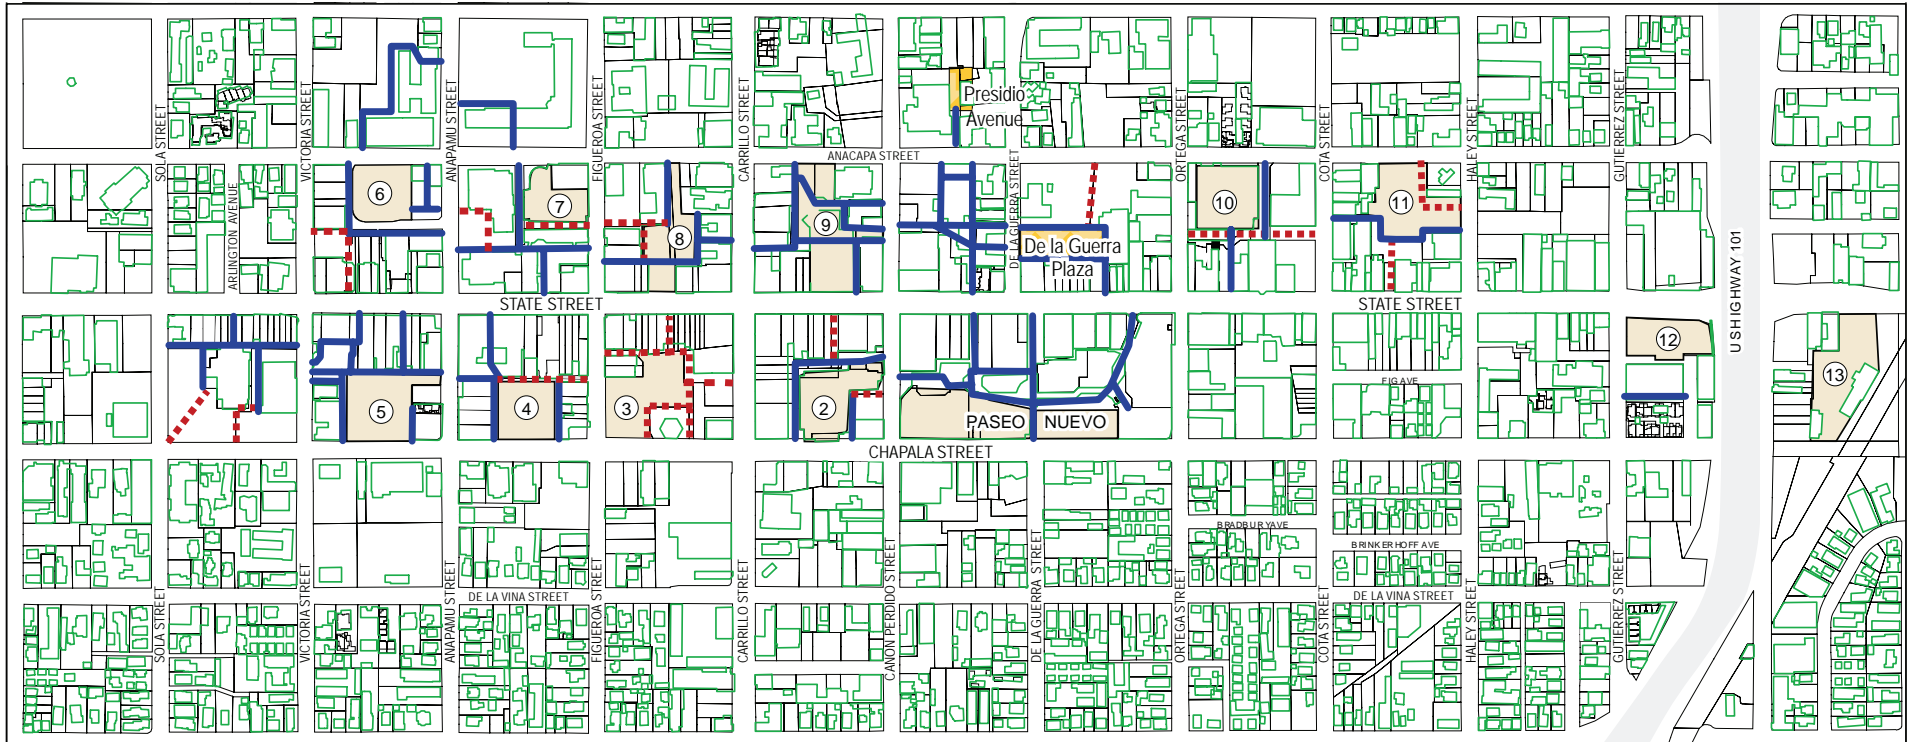 Presidio
Avenue
SOLA STREET
VICTORIA STREET
ANAPAMU STREET
FIGUEROA STREET
CARRILLO STREET
ORTEGA STREET
COTA STREET
HALEY STREET
GUTIERREZ STREET
ANACAPA STREET
ARLINGTON AVENUE
DE LA GUERRA STREET
6
7
8
9
10
11
De la Guerra
Plaza
US HIGHWAY 101
STATE STREET
STATE STREET
12
13
5
4
3
2
FIG AVE
PASEO NUEVO
CHAPALA STREET
BRADBURY AVE
BRINKERHOFF AVE
SOLA STREET
VICTORIA STREET
ANAPAMU STREET
FIGUEROA STREET
CARRILLO STREET
CANON PERDIDO STREET
DE LA GUERRA STREET
ORTEGA STREET
COTA STREET
HALEY STREET
GUTIERREZ STREET
DE LA VINA STREET
DE LA VINA STREET